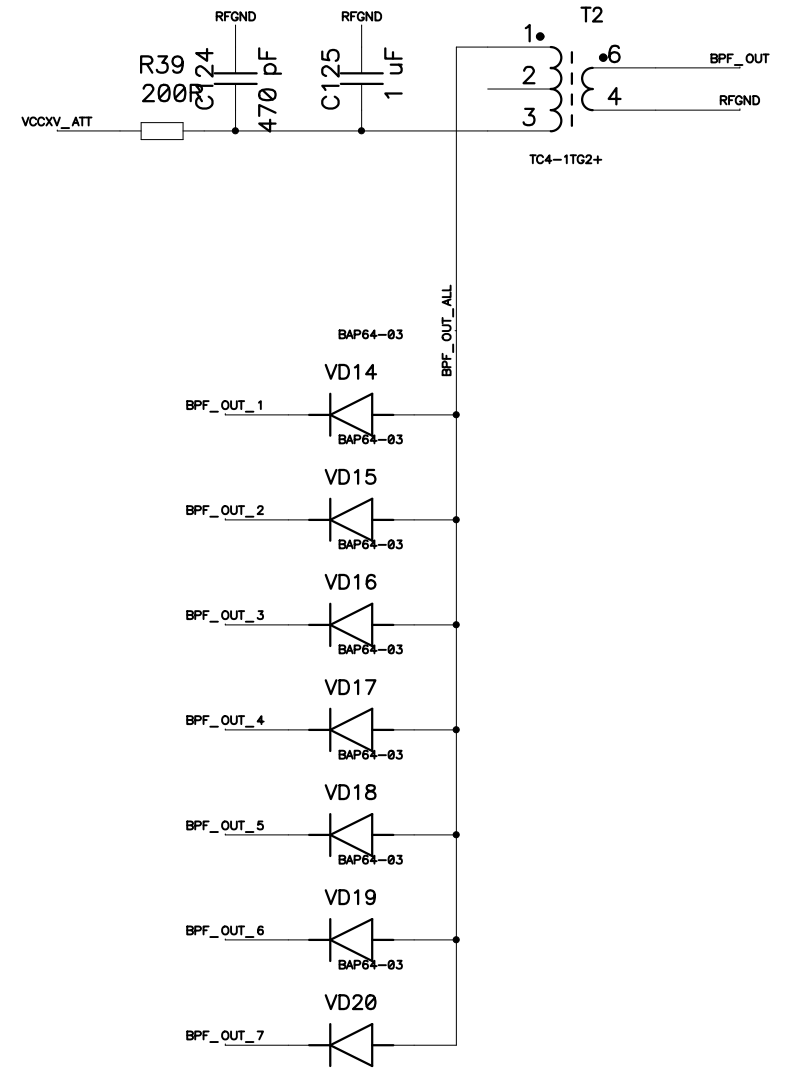 RFGND
RFGND
T2
1
6
BPF_OUT
R39
C124
470 pF
C125
1 uF
2
4
RFGND
200R
3
VCCXV_ATT
TC4-1TG2+
BPF_OUT_ALL
BAP64-03
VD14
BPF_OUT_1
BAP64-03
VD15
BPF_OUT_2
BAP64-03
VD16
BPF_OUT_3
BAP64-03
VD17
BPF_OUT_4
BAP64-03
VD18
BPF_OUT_5
BAP64-03
VD19
BPF_OUT_6
BAP64-03
VD20
BPF_OUT_7